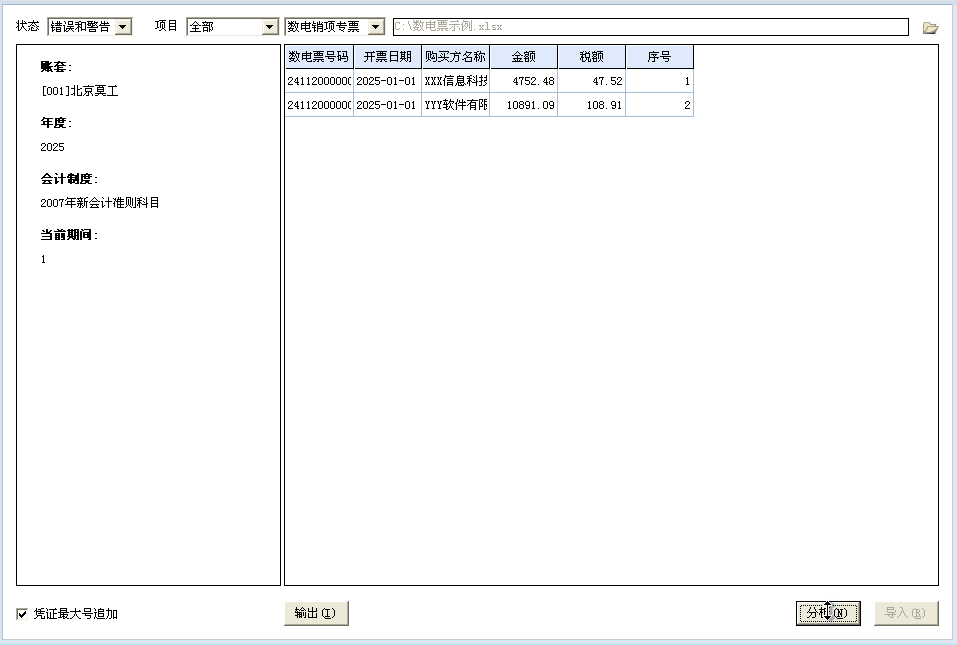 状态 错误和警告 项目 全部 数电销项专票 C:\数电票示例.xlsx
账套:
[001]北京莫工
年度:
2025
会计制度:
2007年新会计准则科目
当前期间:
1
数电票号码 开票日期 购买方名称 金额 税额 序号
24112000000 2025-01-01 XXX信息科技 4752.48 47.52 1
24112000000 2025-01-01 YYY软件有限 10891.09 108.91 2
凭证最大号追加 输出(I) 分析(N) 导入(R)